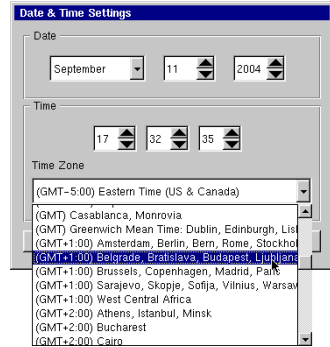 Date & Time Settings
Date
September 11 2004
Time
17 32 35
Time Zone
(GMT-5:00) Eastern Time (US & Canada)
(GMT) Casablanca, Monrovia
(GMT) Greenwich Mean Time: Dublin, Edinburgh, Lis
(GMT+1:00) Amsterdam, Berlin, Bern, Rome, Stockhol
(GMT+1:00) Belgrade, Bratislava, Budapest, Ljubljana
(GMT+1:00) Brussels, Copenhagen, Madrid, Paris
(GMT+1:00) Sarajevo, Skopje, Sofija, Vilnius, Warsaw
(GMT+1:00) West Central Africa
(GMT+2:00) Athens, Istanbul, Minsk
(GMT+2:00) Bucharest
(GMT+2:00) Cairo